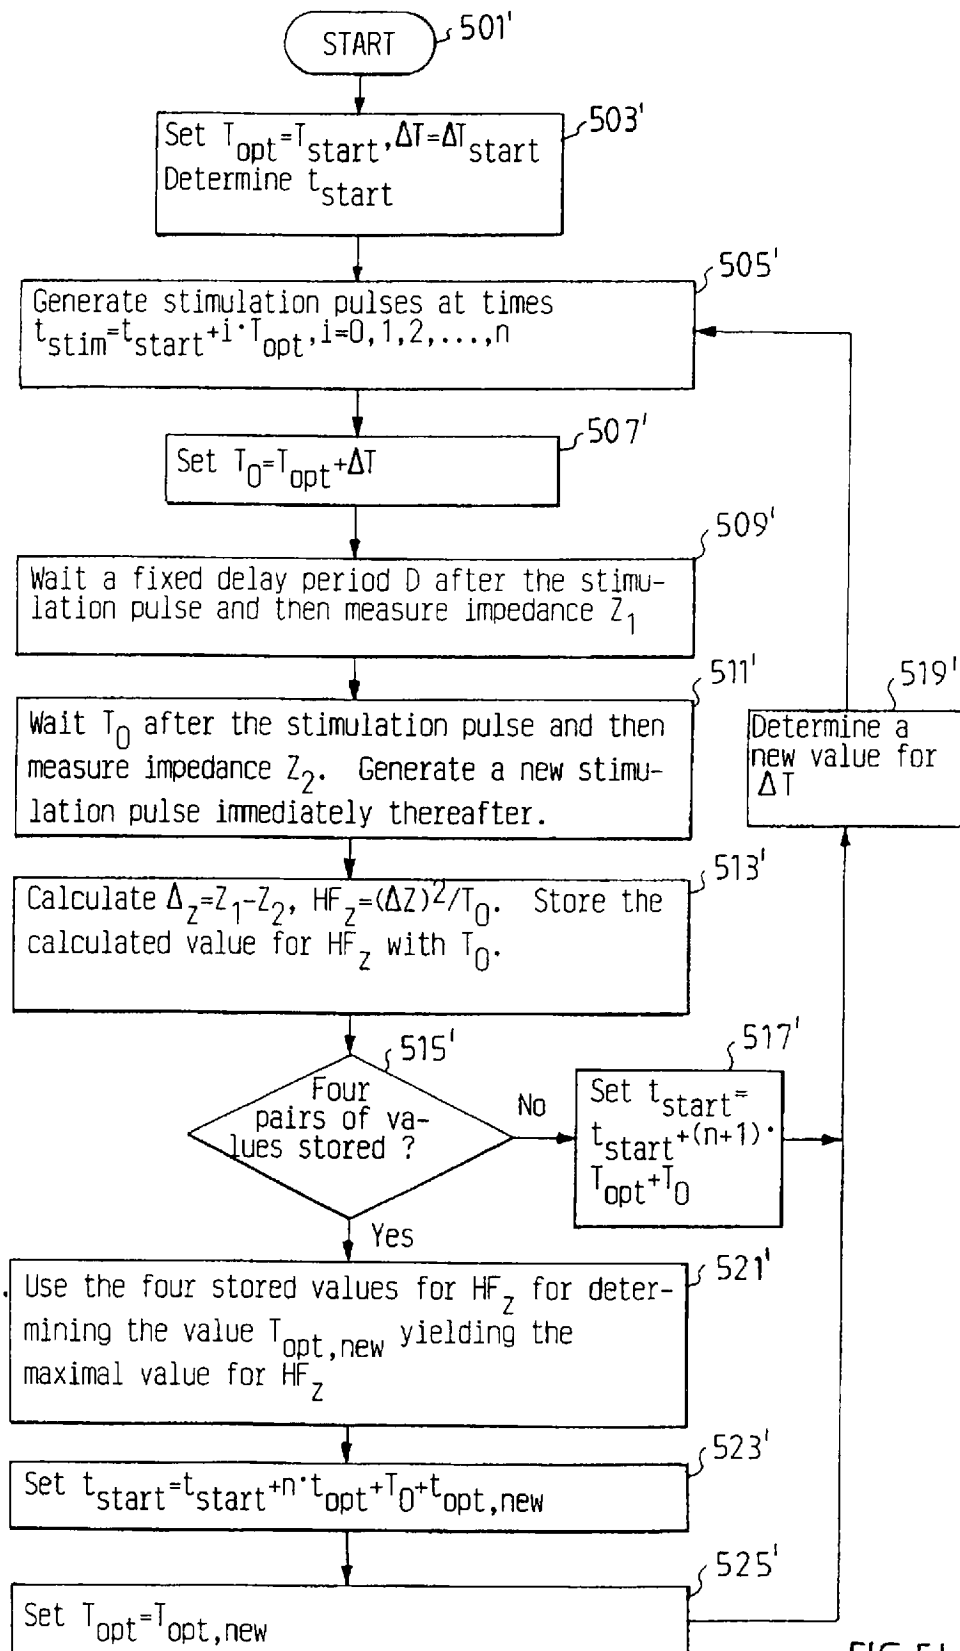 START
501'
503'
Set T_opt=T_start,ΔT=ΔT_start
Determine t_start
505'
Generate stimulation pulses at times
t_stim=t_start+i·T_opt,i=0,1,2,...,n
507'
Set T_0=T_opt+ΔT
509'
Wait a fixed delay period D after the stimu-
lation pulse and then measure impedance Z_1
511'
Wait T_0 after the stimulation pulse and then
measure impedance Z_2. Generate a new stimu-
lation pulse immediately thereafter.
519'
Determine a
new value for
ΔT
513'
Calculate Δ_z=Z_1-Z_2, HF_z=(ΔZ)²/T_0. Store the
calculated value for HF_z with T_0.
515'
Four
pairs of va-
lues stored ?
No
517'
Set t_start=
t_start+(n+1)·
T_opt+T_0
Yes
521'
Use the four stored values for HF_z for deter-
mining the value T_opt,new yielding the
maximal value for HF_z
523'
Set t_start=t_start+n·t_opt+T_0+t_opt,new
525'
Set T_opt=T_opt,new